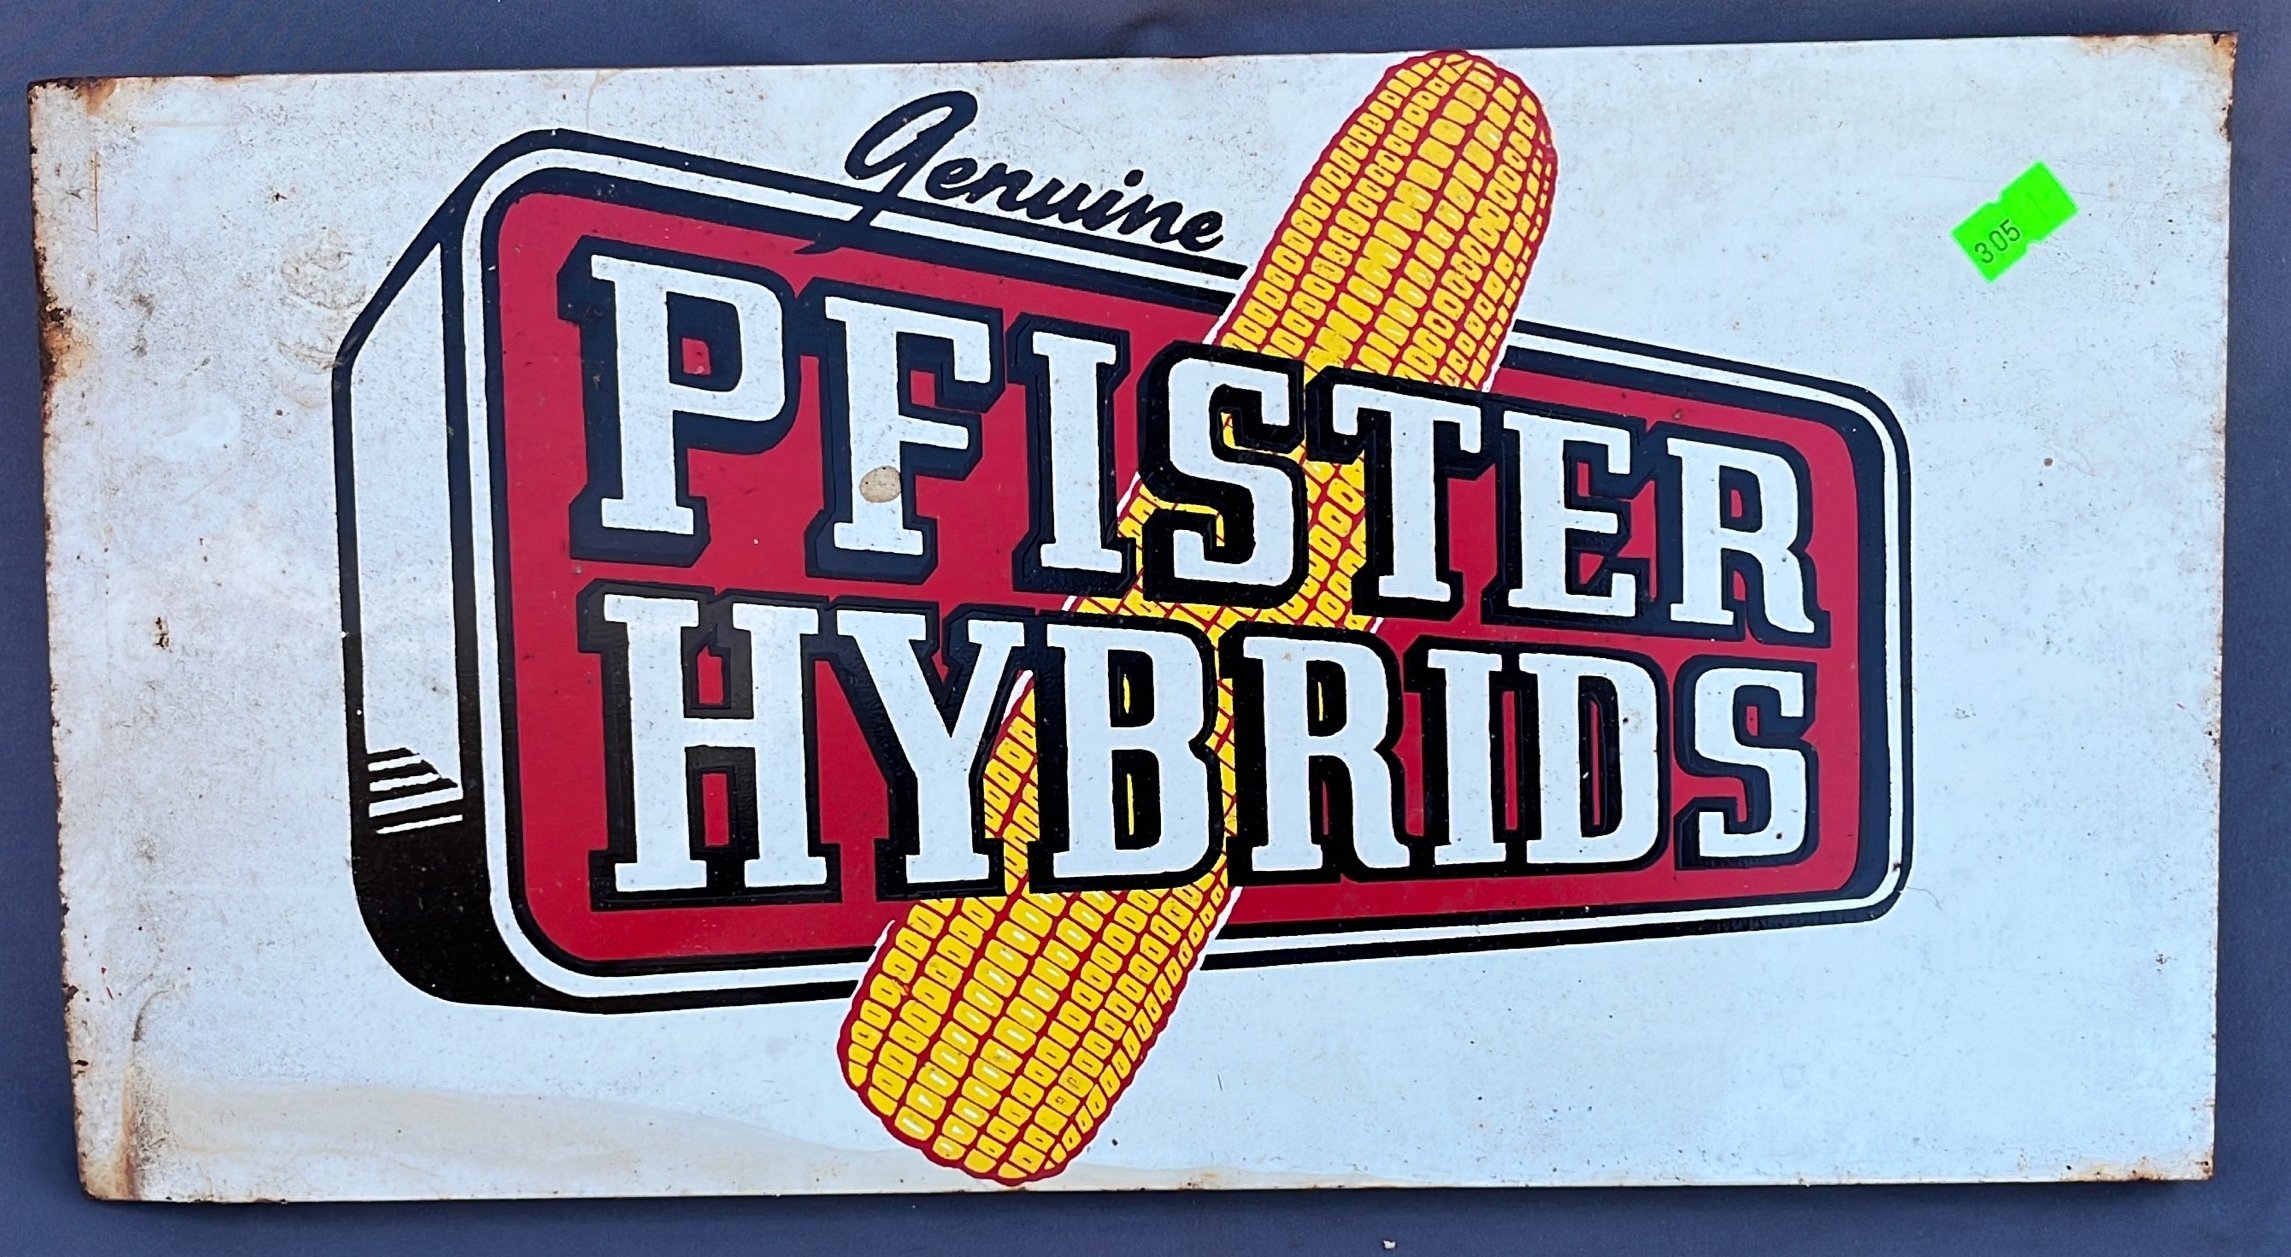 Genuine
PFISTER
HYBRIDS
305